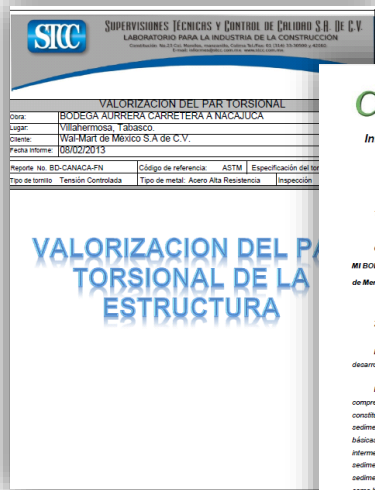 STCC
SUPERVISIONES TÉCNICAS Y CONTROL DE CALIDAD S.A. DE C.V.
LABORATORIO PARA LA INDUSTRIA DE LA CONSTRUCCIÓN
VALORIZACION DEL PAR TORSIONAL
Obra: BODEGA AURRERA CARRETERA A NACAJUCA
Lugar: Villahermosa, Tabasco.
Cliente: Wal-Mart de México S.A de C.V.
Fecha Informe: 08/02/2013
Reporte No. BD-CANACA-FN Código de referencia: ASTM Especificación del tor
Tipo de tornillo Tensión Controlada Tipo de metal: Acero Alta Resistencia Inspección
VALORIZACION DEL PA
TORSIONAL DE LA
ESTRUCTURA
C
In
MI BO
de Mer
desarro
compre
constitu
sedime
básicas
interme
sedime
sedime